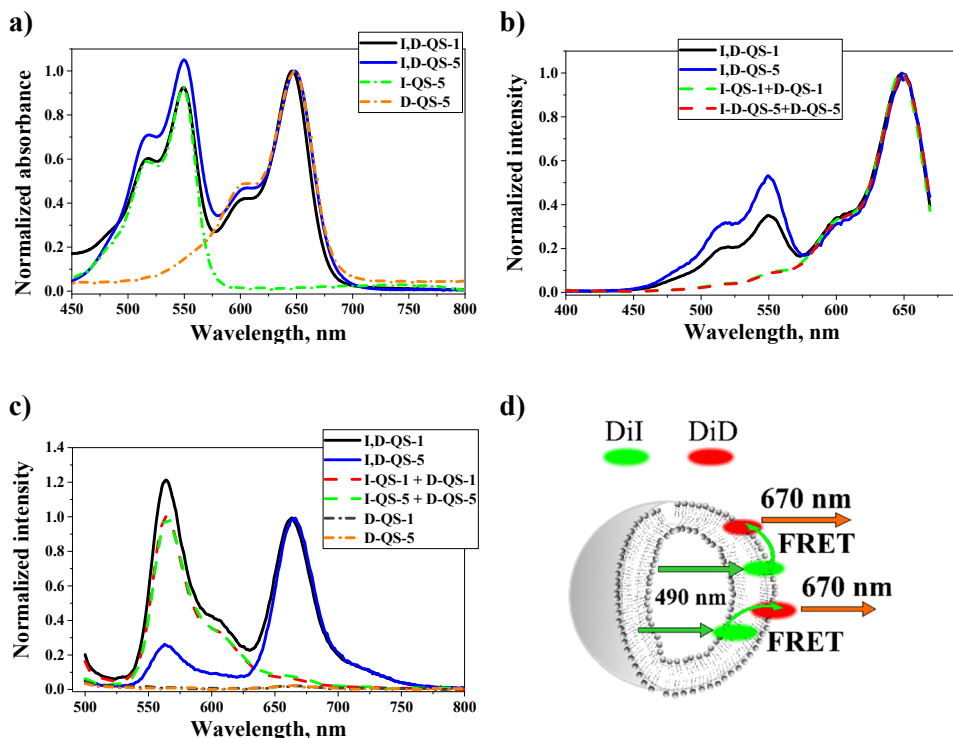 a)
I,D-QS-1
I,D-QS-5
I-QS-5
D-QS-5
Normalized absorbance
1.0
0.8
0.6
0.4
0.2
0.0
450 500 550 600 650 700 750 800
Wavelength, nm
b)
I,D-QS-1
I,D-QS-5
I-QS-1+D-QS-1
I-D-QS-5+D-QS-5
Normalized intensity
1.0
0.8
0.6
0.4
0.2
0.0
400 450 500 550 600 650
Wavelength, nm
c)
I,D-QS-1
I,D-QS-5
I-QS-1 + D-QS-1
I-QS-5 + D-QS-5
D-QS-1
D-QS-5
Normalized intensity
1.4
1.2
1.0
0.8
0.6
0.4
0.2
0.0
500 550 600 650 700 750 800
Wavelength, nm
d)
DiI DiD
670 nm
FRET
490 nm
670 nm
FRET